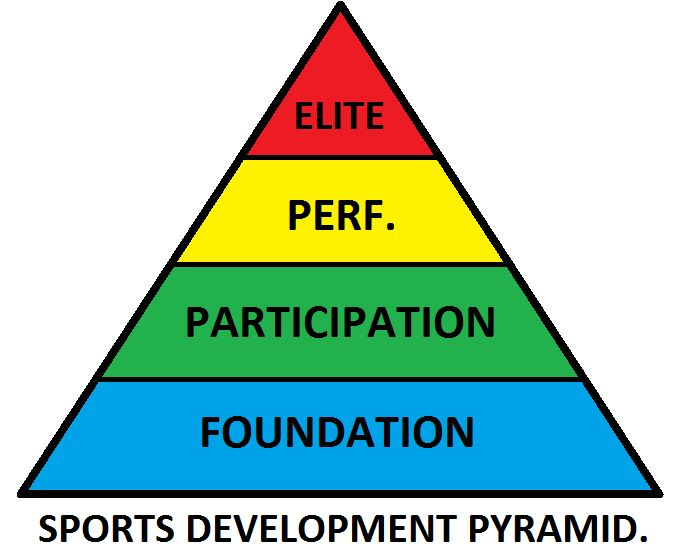 ELITE
PERF.
PARTICIPATION
FOUNDATION
SPORTS DEVELOPMENT PYRAMID.